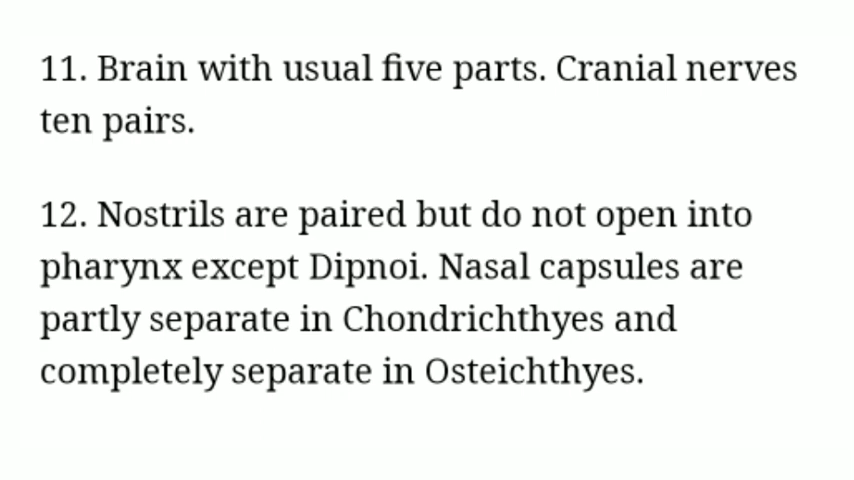 11. Brain with usual five parts. Cranial nerves
ten pairs.
12. Nostrils are paired but do not open into
pharynx except Dipnoi. Nasal capsules are
partly separate in Chondrichthyes and
completely separate in Osteichthyes.